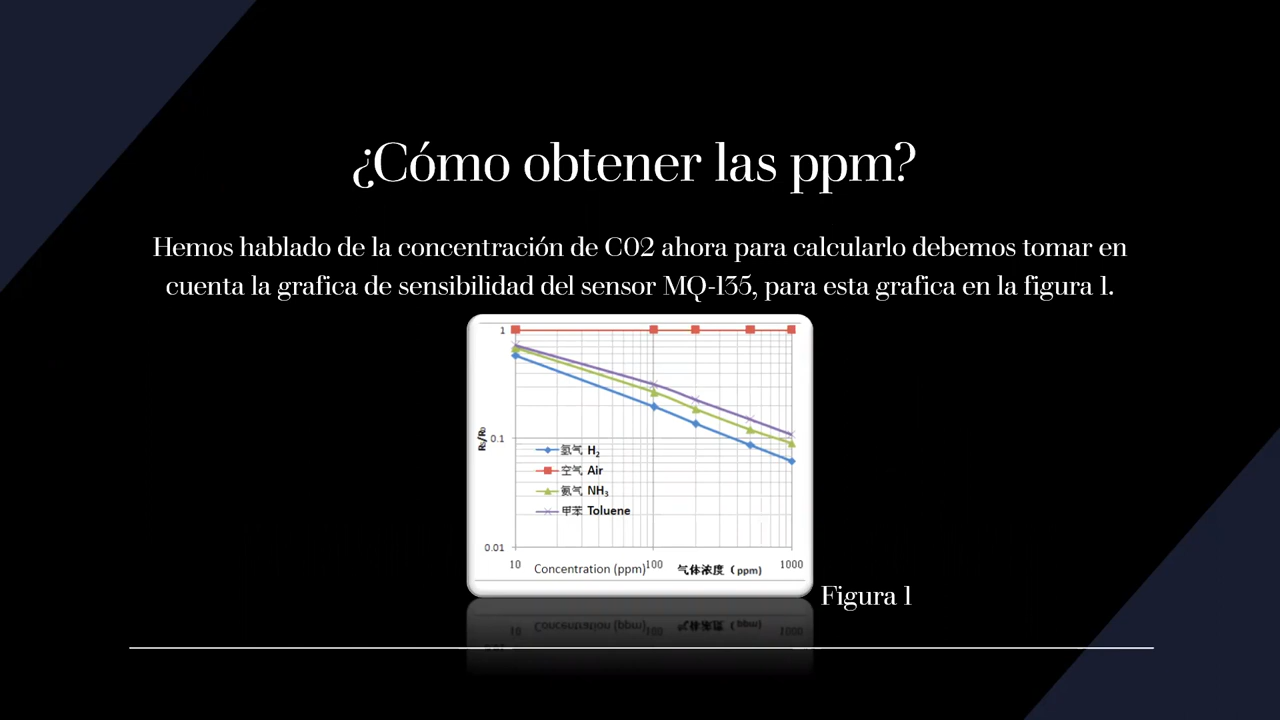 ¿Cómo obtener las ppm?
Hemos hablado de la concentración de CO2 ahora para calcularlo debemos tomar en
cuenta la grafica de sensibilidad del sensor MQ-135, para esta grafica en la figura 1.
1
Rs/R0
0.1
氢气 H2
空气 Air
氨气 NH3
甲苯 Toluene
0.01
10 100 1000
Concentration (ppm) 气体浓度（ppm)
Figura 1